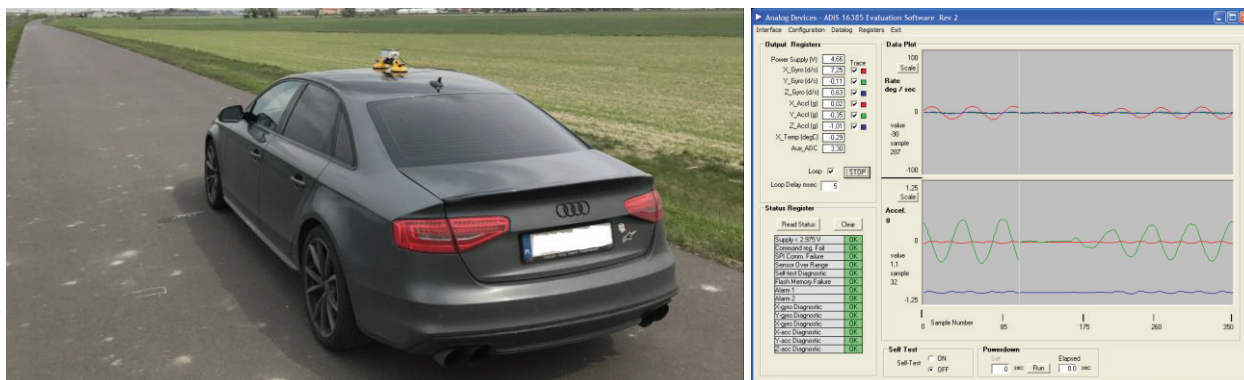 Analog Devices - ADiS 16385 Evaluation Software Rev 2
Interface Configuration Datalog Registers Exit
Output Registers
Power Supply (V) 4,66 Trace
X_Gyro (d/s) 7,25
Y_Gyro (d/s) -0,11
Z_Gyro (d/s) 0,63
X_Accl (g) 0,02
Y_Accl (g) -0,35
Z_Accl (g) -1,01
X_Temp (degC) -0,29
Aux_ADC 3,30
Loop STOP
Loop Delay msec 5
Status Register
Read Status Clear
Supply < 2.975 V OK
Command reg. Fail OK
SPI Comm. Failure OK
Sensor Over Range OK
Self-test Diagnostic OK
Flash Memory Failure OK
Alarm 1 OK
Alarm 2 OK
X-gyro Diagnostic OK
Y-gyro Diagnostic OK
X-gyro Diagnostic OK
X-acc Diagnostic OK
Y-acc Diagnostic OK
Z-acc Diagnostic OK
Data Plot
100
Scale
Rate
deg / sec
0
value
-90
sample
287
-100
1,25
Scale
Accel.
g
0
value
1,1
sample
32
-1,25
Sample Number
0 85 175 260 350
Self Test
Self-Test ON
OFF
Powerdown
Set Elapsed
0 sec Run 0.0 sec